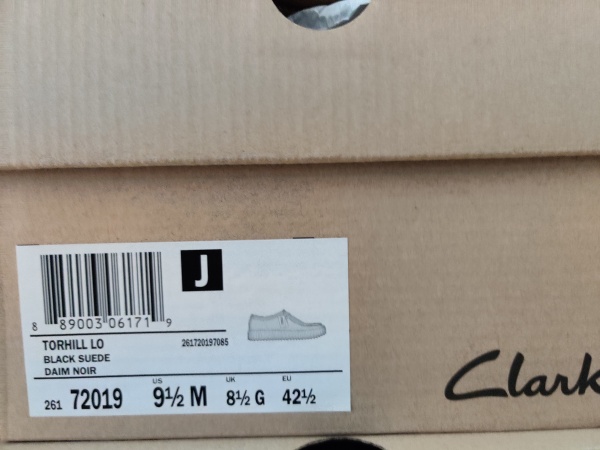 J
8 89003 06171 9
TORHILL LO 261720197085
BLACK SUEDE
DAIM NOIR
US UK EU
261 72019 9½ M 8½ G 42½
Clark